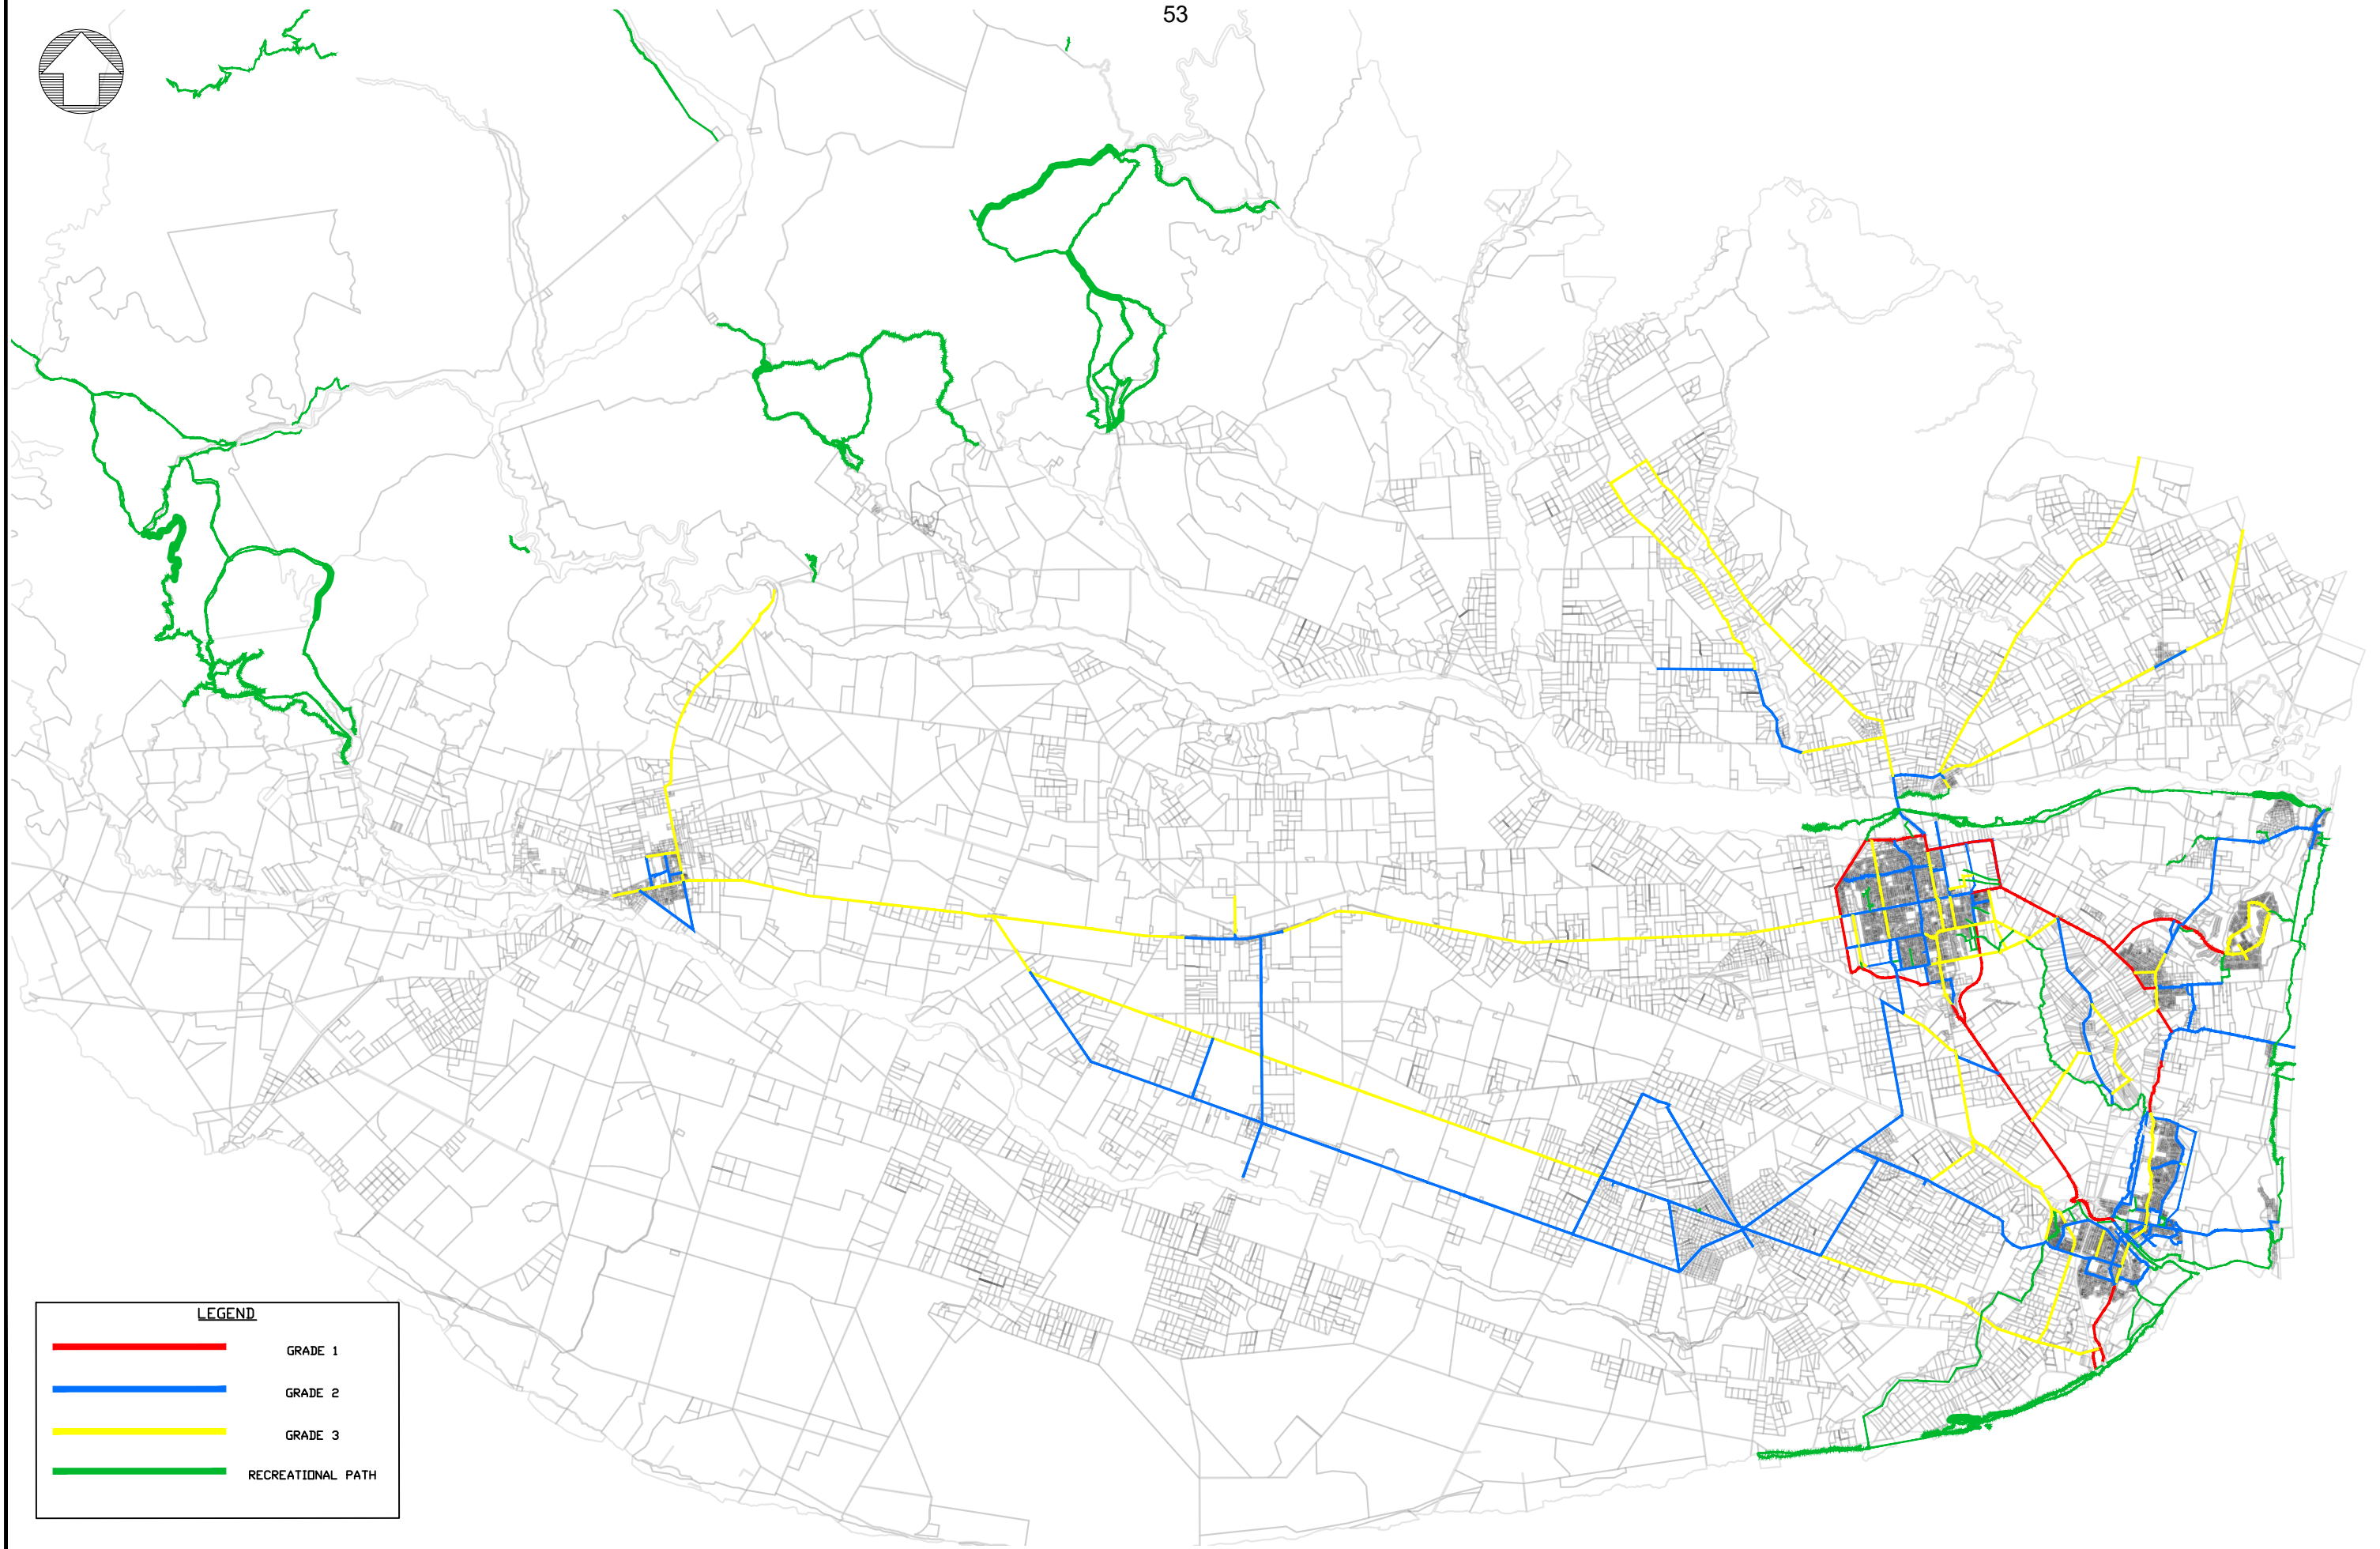 53
LEGEND
GRADE 1
GRADE 2
GRADE 3
RECREATIONAL PATH